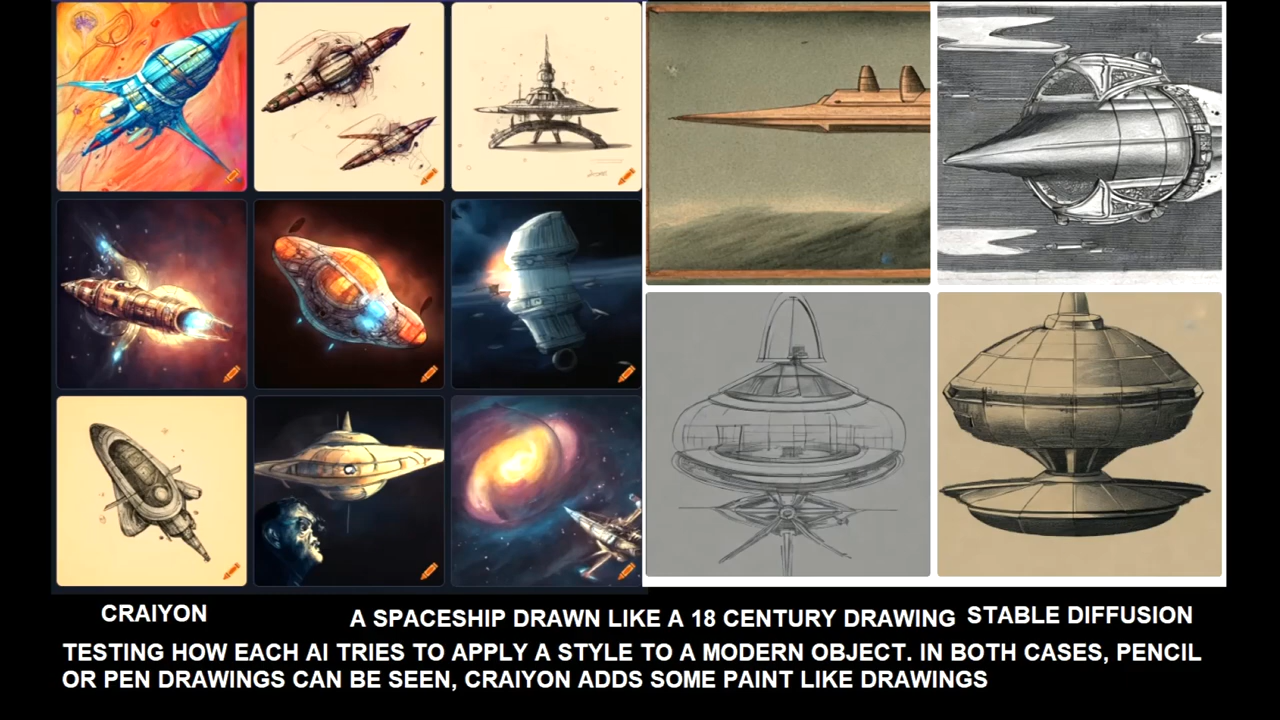 CRAIYON
A SPACESHIP DRAWN LIKE A 18 CENTURY DRAWING
STABLE DIFFUSION
TESTING HOW EACH AI TRIES TO APPLY A STYLE TO A MODERN OBJECT. IN BOTH CASES, PENCIL
OR PEN DRAWINGS CAN BE SEEN, CRAIYON ADDS SOME PAINT LIKE DRAWINGS